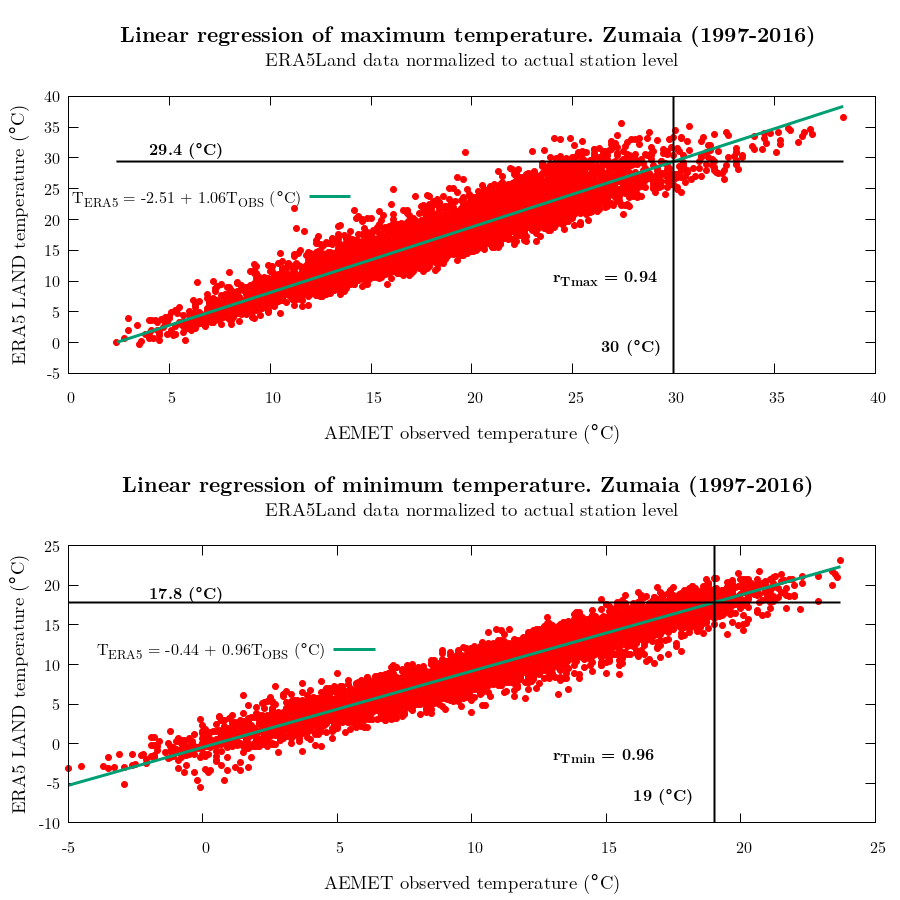 Linear regression of maximum temperature. Zumaia (1997-2016)
ERA5Land data normalized to actual station level
ERA5 LAND temperature (°C)
40
35
30
25
20
15
10
5
0
-5
29.4 (°C)
TERA5 = -2.51 + 1.06TOBS (°C)
rTmax = 0.94
30 (°C)
0 5 10 15 20 25 30 35 40
AEMET observed temperature (°C)
Linear regression of minimum temperature. Zumaia (1997-2016)
ERA5Land data normalized to actual station level
ERA5 LAND temperature (°C)
25
20
15
10
5
0
-5
-10
17.8 (°C)
TERA5 = -0.44 + 0.96TOBS (°C)
rTmin = 0.96
19 (°C)
-5 0 5 10 15 20 25
AEMET observed temperature (°C)